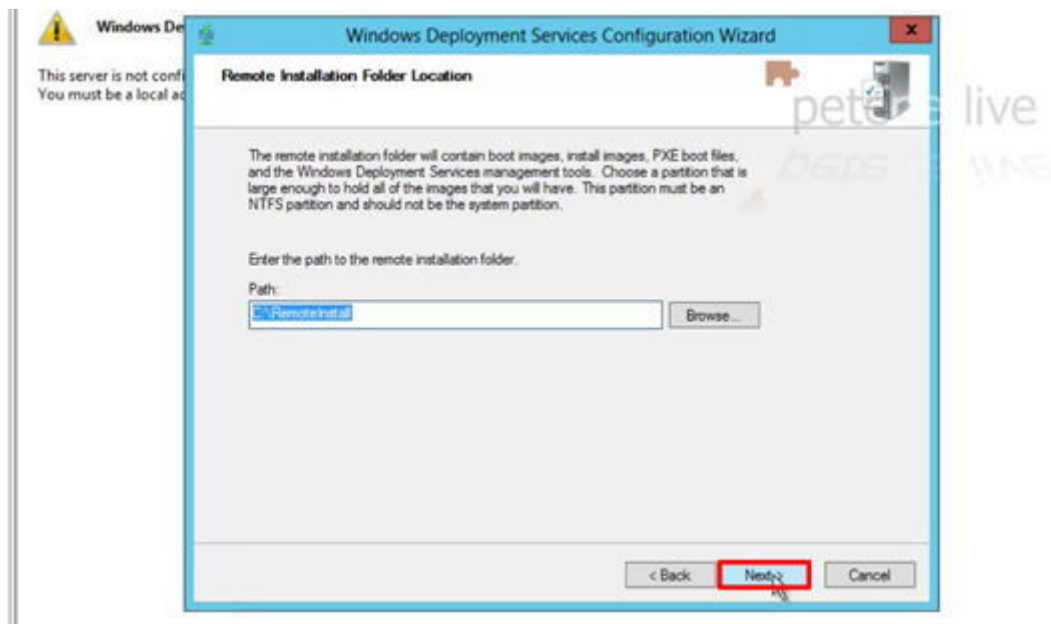 Windows De
This server is not confi
You must be a local ad
Windows Deployment Services Configuration Wizard
x
Remote Installation Folder Location
The remote installation folder will contain boot images, install images, PXE boot files,
and the Windows Deployment Services management tools. Choose a partition that is
large enough to hold all of the images that you will have. This partition must be an
NTFS partition and should not be the system partition.
Enter the path to the remote installation folder.
Path:
C:\RemoteInstall
Browse...
< Back
Next >
Cancel
live